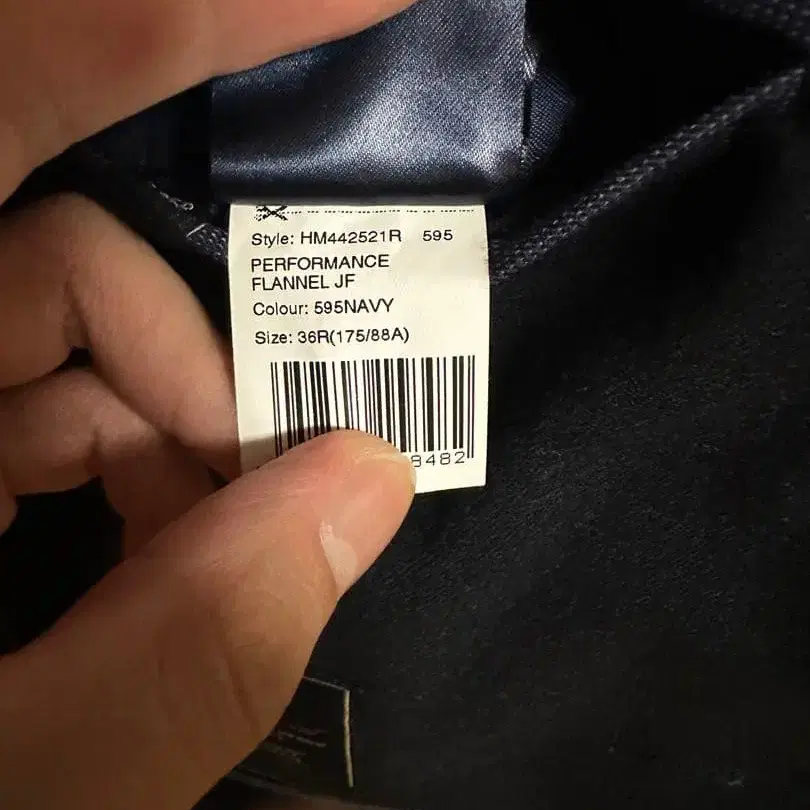 Style: HM442521R 595
PERFORMANCE
FLANNEL JF
Colour: 595NAVY
Size: 36R(175/88A)
8482